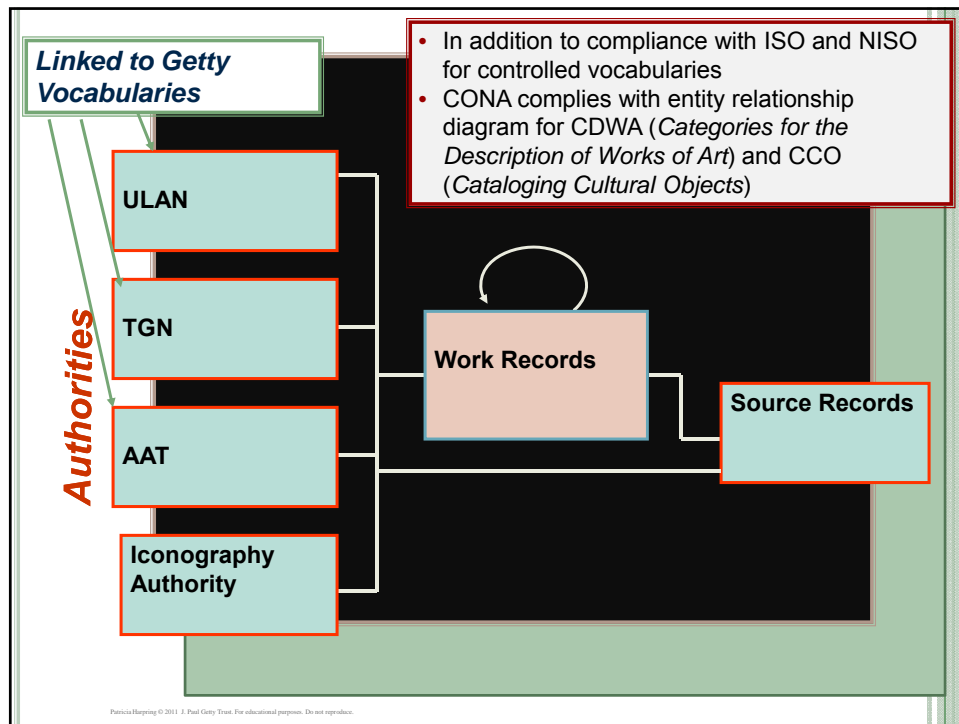 Linked to Getty
Vocabularies
• In addition to compliance with ISO and NISO
for controlled vocabularies
• CONA complies with entity relationship
diagram for CDWA (Categories for the
Description of Works of Art) and CCO
(Cataloging Cultural Objects)
Authorities
ULAN
TGN
AAT
Iconography
Authority
Work Records
Source Records
Patricia Harpring © 2011 J. Paul Getty Trust. For educational purposes. Do not reproduce.